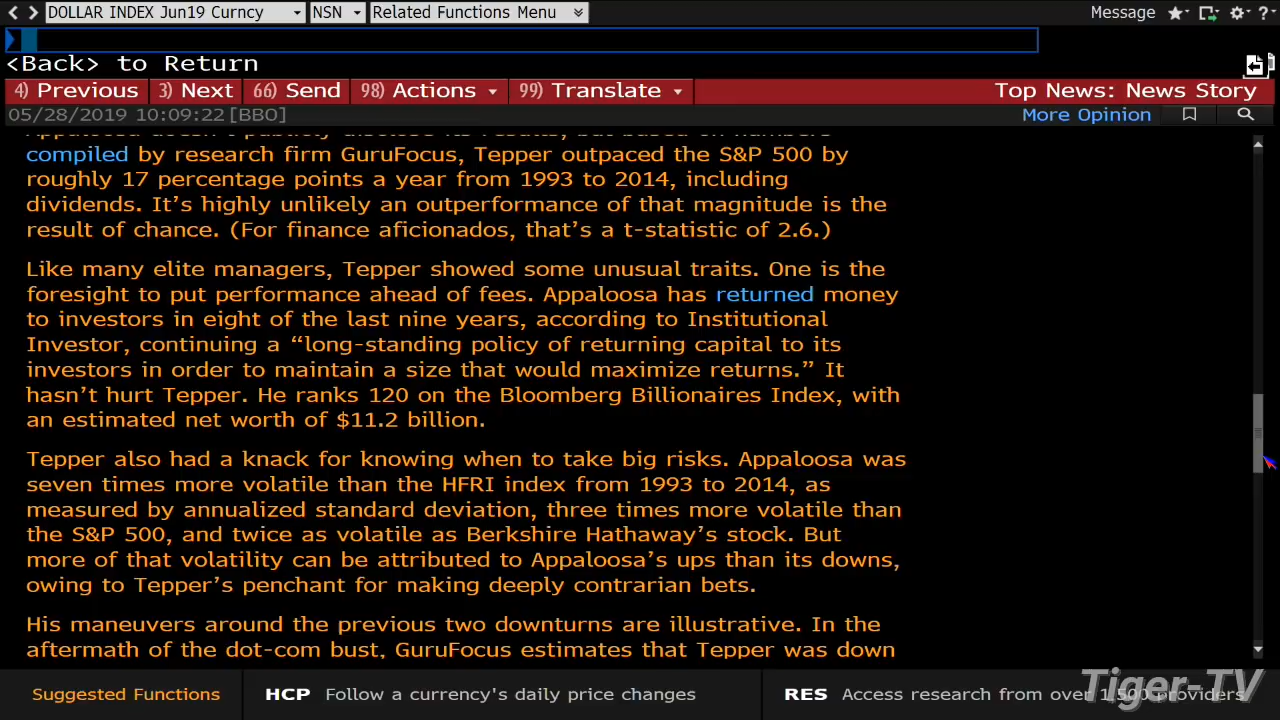 DOLLAR INDEX Jun19 Curncy NSN Related Functions Menu Message
<Back> to Return
4) Previous 3) Next 66) Send 98) Actions 99) Translate Top News: News Story
05/28/2019 10:09:22 [BBO] More Opinion
compiled by research firm GuruFocus, Tepper outpaced the S&P 500 by
roughly 17 percentage points a year from 1993 to 2014, including
dividends. It's highly unlikely an outperformance of that magnitude is the
result of chance. (For finance aficionados, that's a t-statistic of 2.6.)
Like many elite managers, Tepper showed some unusual traits. One is the
foresight to put performance ahead of fees. Appaloosa has returned money
to investors in eight of the last nine years, according to Institutional
Investor, continuing a “long-standing policy of returning capital to its
investors in order to maintain a size that would maximize returns.” It
hasn't hurt Tepper. He ranks 120 on the Bloomberg Billionaires Index, with
an estimated net worth of $11.2 billion.
Tepper also had a knack for knowing when to take big risks. Appaloosa was
seven times more volatile than the HFRI index from 1993 to 2014, as
measured by annualized standard deviation, three times more volatile than
the S&P 500, and twice as volatile as Berkshire Hathaway's stock. But
more of that volatility can be attributed to Appaloosa's ups than its downs,
owing to Tepper's penchant for making deeply contrarian bets.
His maneuvers around the previous two downturns are illustrative. In the
aftermath of the dot-com bust, GuruFocus estimates that Tepper was down
Suggested Functions HCP Follow a currency's daily price changes RES Access research from over 1,500 providers
Tiger-TV